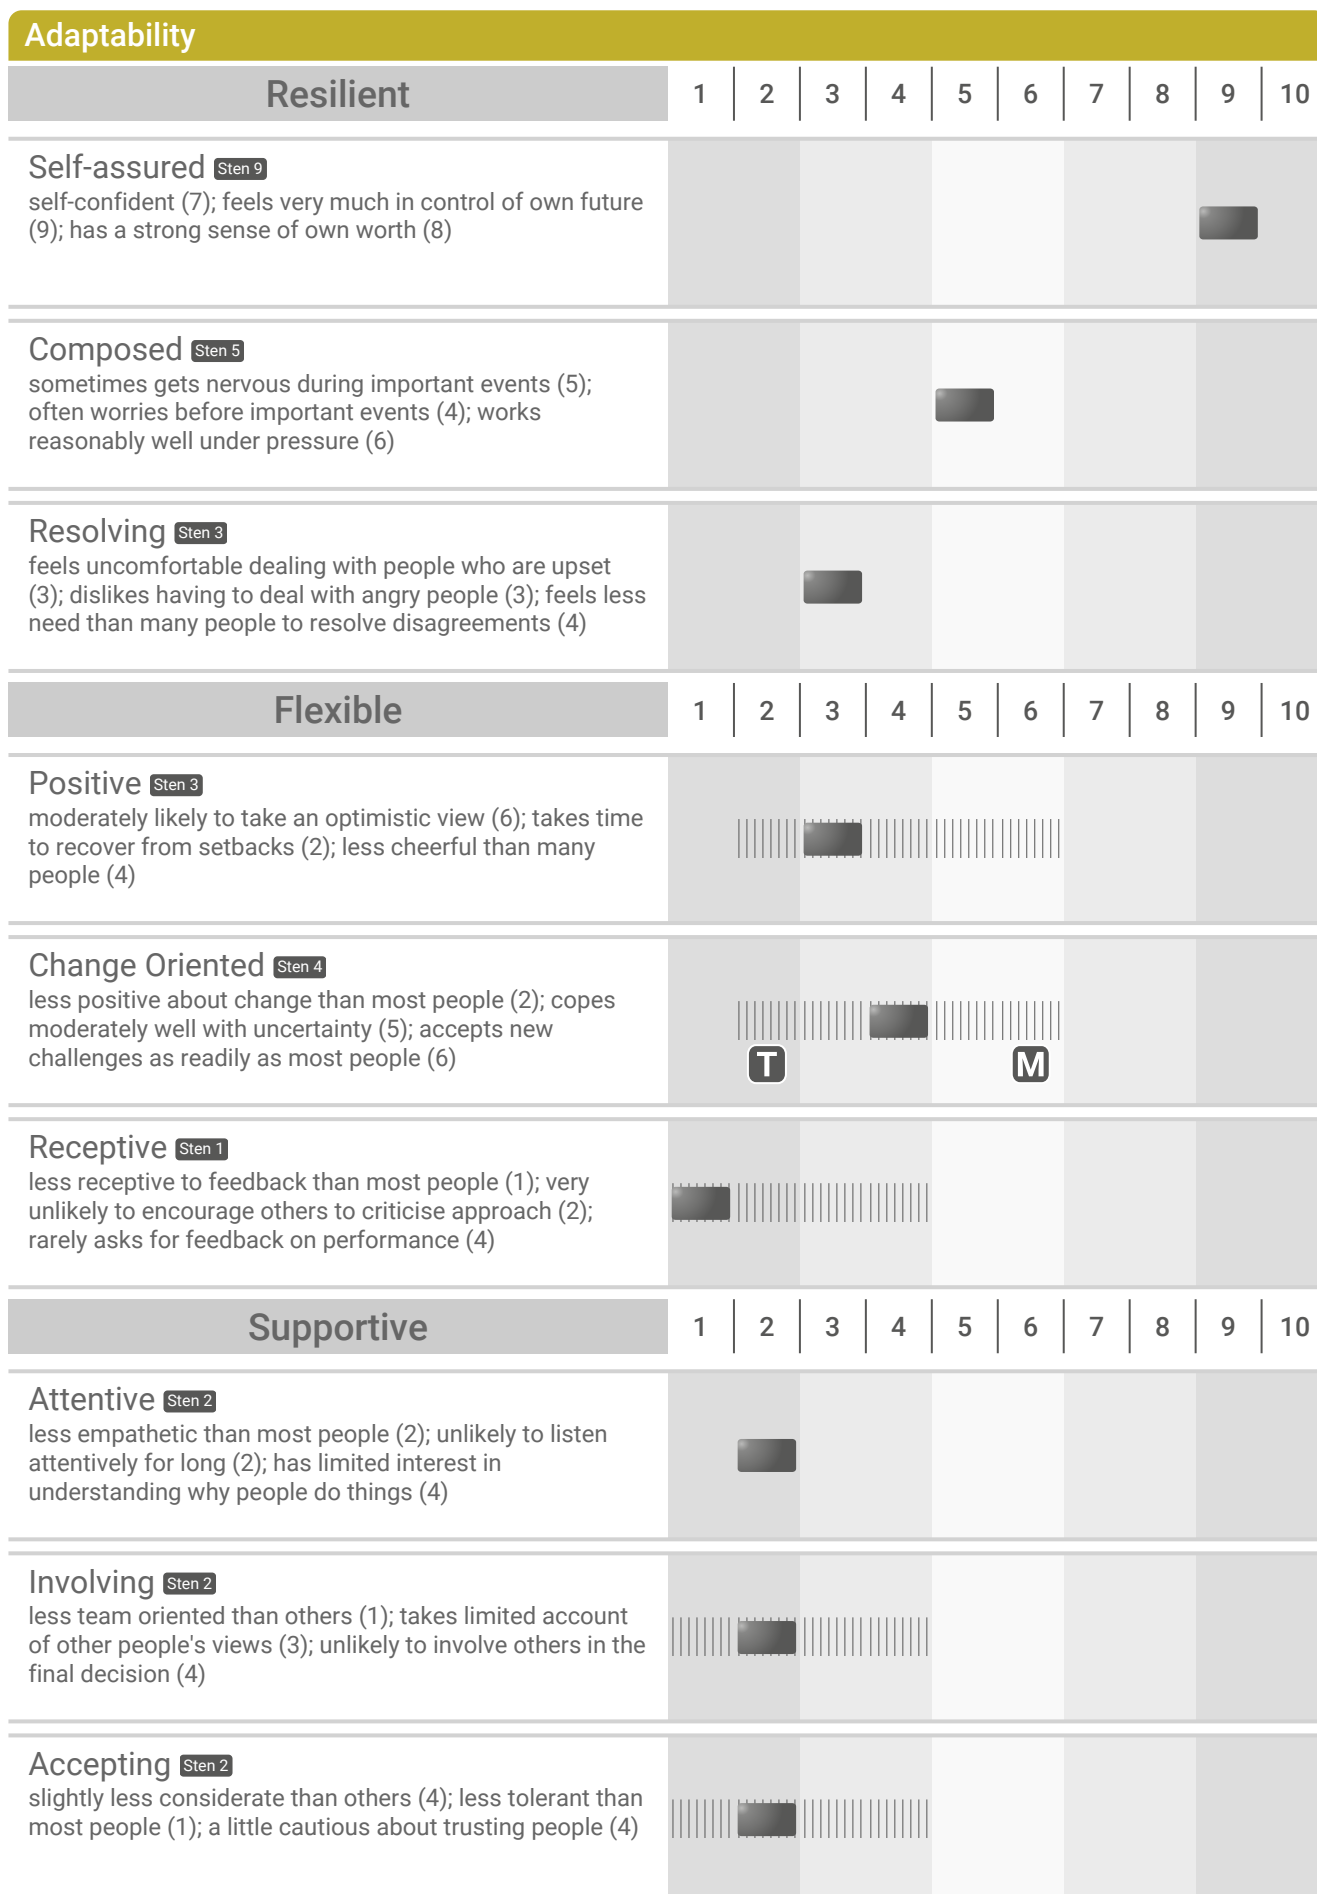 Adaptability
Resilient 1 2 3 4 5 6 7 8 9 10
Self-assured Sten 9
self-confident (7); feels very much in control of own future
(9); has a strong sense of own worth (8)
Composed Sten 5
sometimes gets nervous during important events (5);
often worries before important events (4); works
reasonably well under pressure (6)
Resolving Sten 3
feels uncomfortable dealing with people who are upset
(3); dislikes having to deal with angry people (3); feels less
need than many people to resolve disagreements (4)
Flexible 1 2 3 4 5 6 7 8 9 10
Positive Sten 3
moderately likely to take an optimistic view (6); takes time
to recover from setbacks (2); less cheerful than many
people (4)
Change Oriented Sten 4
less positive about change than most people (2); copes
moderately well with uncertainty (5); accepts new
challenges as readily as most people (6)
T M
Receptive Sten 1
less receptive to feedback than most people (1); very
unlikely to encourage others to criticise approach (2);
rarely asks for feedback on performance (4)
Supportive 1 2 3 4 5 6 7 8 9 10
Attentive Sten 2
less empathetic than most people (2); unlikely to listen
attentively for long (2); has limited interest in
understanding why people do things (4)
Involving Sten 2
less team oriented than others (1); takes limited account
of other people's views (3); unlikely to involve others in the
final decision (4)
Accepting Sten 2
slightly less considerate than others (4); less tolerant than
most people (1); a little cautious about trusting people (4)